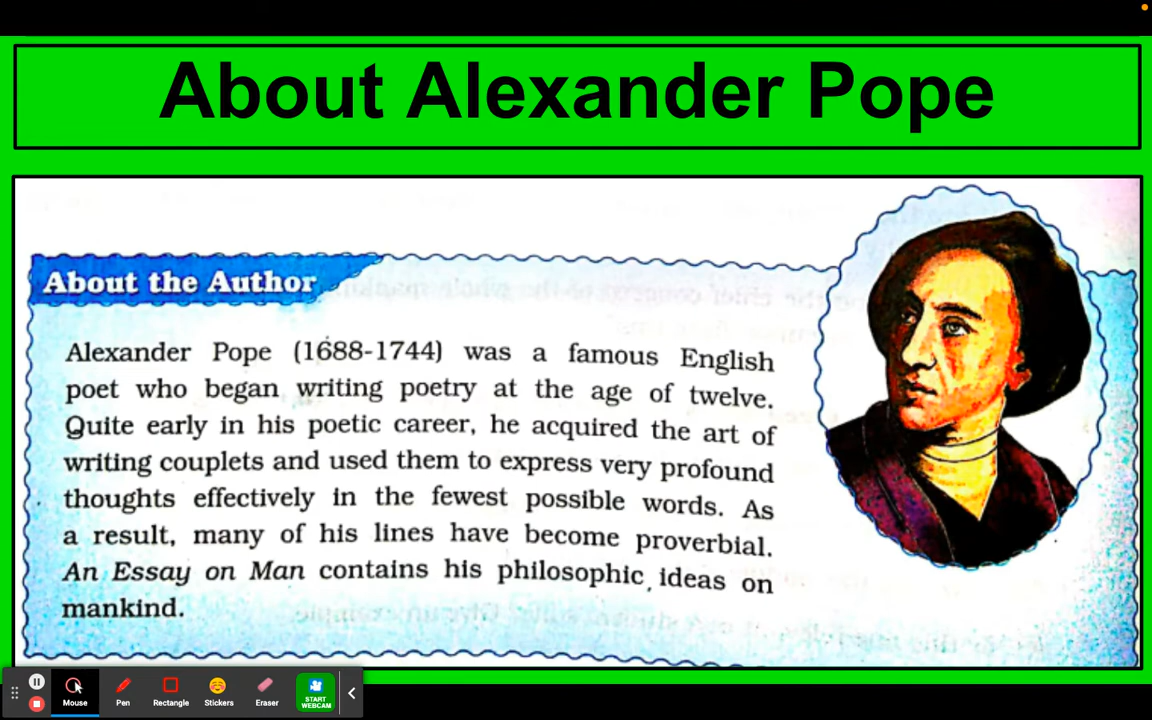 About Alexander Pope
About the Author
Alexander Pope (1688-1744) was a famous English
poet who began writing poetry at the age of twelve.
Quite early in his poetic career, he acquired the art of
writing couplets and used them to express very profound
thoughts effectively in the fewest possible words. As
a result, many of his lines have become proverbial.
An Essay on Man contains his philosophic ideas on
mankind.
Mouse
Pen
Rectangle
Stickers
Eraser
START
WEBCAM